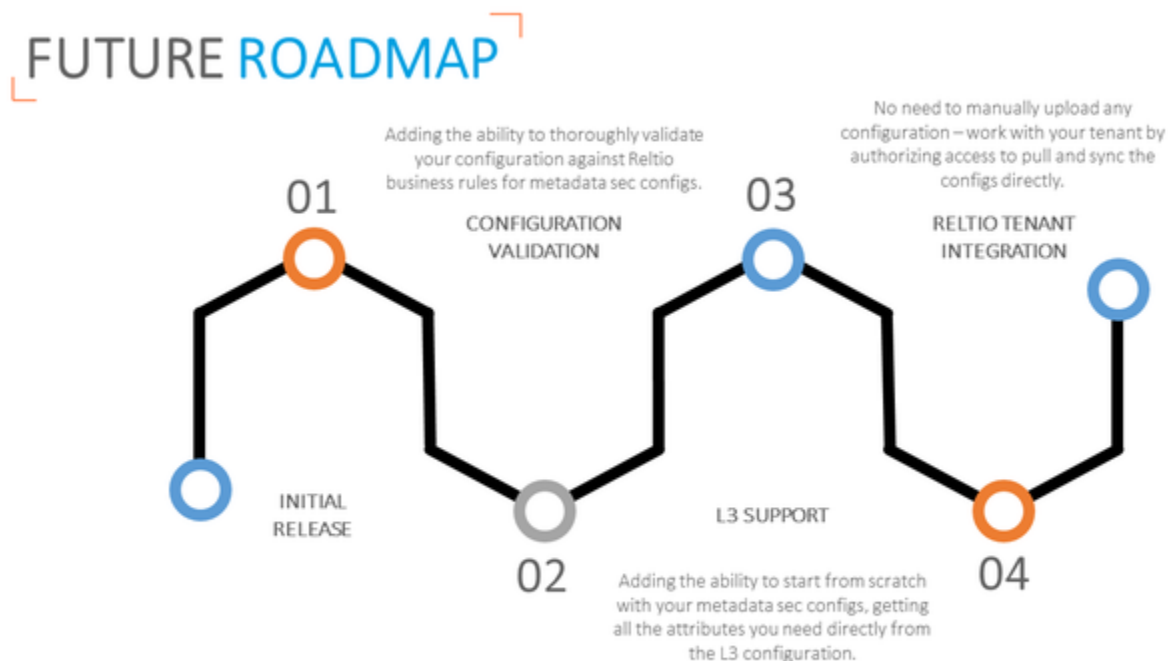 FUTURE ROADMAP
01
INITIAL
RELEASE
Adding the ability to thoroughly validate
your configuration against Reltio
business rules for metadata sec configs.
CONFIGURATION
VALIDATION
02
03
L3 SUPPORT
Adding the ability to start from scratch
with your metadata sec configs, getting
all the attributes you need directly from
the L3 configuration.
No need to manually upload any
configuration – work with your tenant by
authorizing access to pull and sync the
configs directly.
RELTIO TENANT
INTEGRATION
04